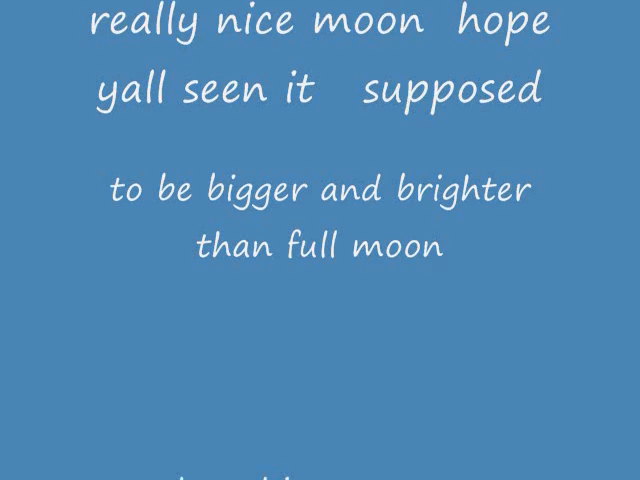 really nice moon hope
yall seen it supposed
to be bigger and brighter
than full moon